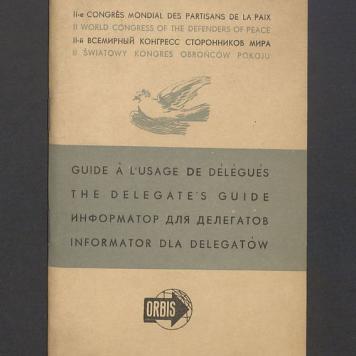 II-e CONGRÈS MONDIAL DES PARTISANS DE LA PAIX
II WORLD CONGRESS OF THE DEFENDERS OF PEACE
II-й ВСЕМИРНЫЙ КОНГРЕСС СТОРОННИКОВ МИРА
II ŚWIATOWY KONGRES OBROŃCÓW POKOJU
GUIDE À L'USAGE DE DÉLÉGUÉS
THE DELEGATE'S GUIDE
ИНФОРМАТОР ДЛЯ ДЕЛЕГАТОВ
INFORMATOR DLA DELEGATÓW
ORBIS